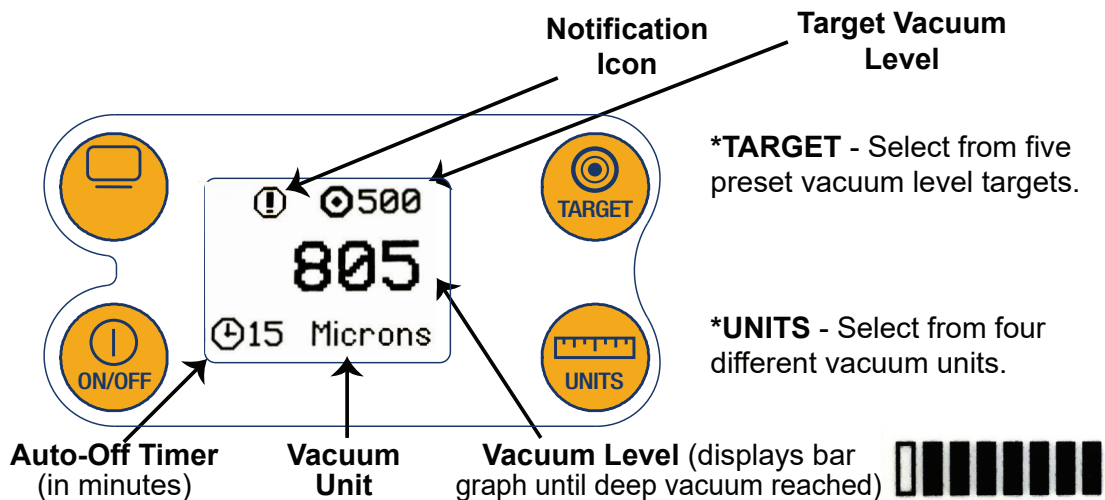 Notification
Icon
Target Vacuum
Level
*TARGET - Select from five
preset vacuum level targets.
500
TARGET
805
15 Microns
ON/OFF
UNITS
*UNITS - Select from four
different vacuum units.
Auto-Off Timer
(in minutes)
Vacuum
Unit
Vacuum Level (displays bar
graph until deep vacuum reached)